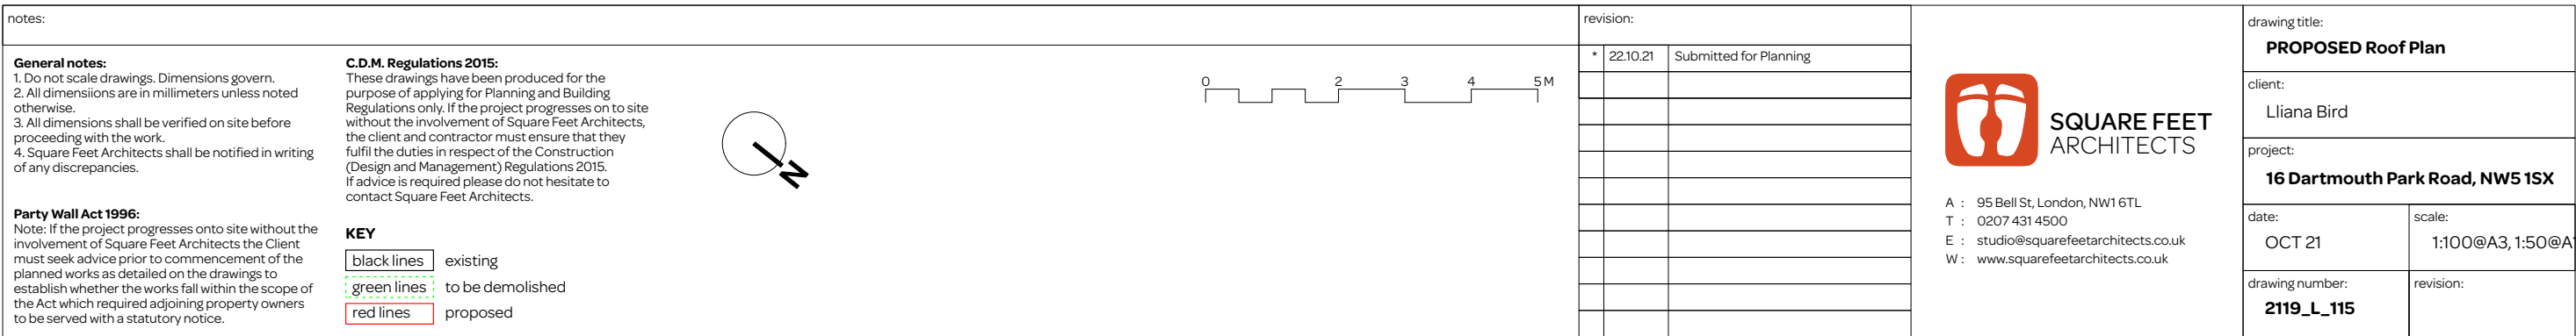 notes:
General notes:
1. Do not scale drawings. Dimensions govern.
2. All dimensiions are in millimeters unless noted
otherwise.
3. All dimensions shall be verified on site before
proceeding with the work.
4. Square Feet Architects shall be notified in writing
of any discrepancies.
Party Wall Act 1996:
Note: If the project progresses onto site without the
involvement of Square Feet Architects the Client
must seek advice prior to commencement of the
planned works as detailed on the drawings to
establish whether the works fall within the scope of
the Act which required adjoining property owners
to be served with a statutory notice.
C.D.M. Regulations 2015:
These drawings have been produced for the
purpose of applying for Planning and Building
Regulations only. If the project progresses on to site
without the involvement of Square Feet Architects,
the client and contractor must ensure that they
fulfil the duties in respect of the Construction
(Design and Management) Regulations 2015.
If advice is required please do not hesitate to
contact Square Feet Architects.
KEY
black lines existing
green lines to be demolished
red lines proposed
N
0 2 3 4 5 M
revision:
* 22.10.21 Submitted for Planning
SQUARE FEET
ARCHITECTS
A : 95 Bell St, London, NW1 6TL
T : 0207 431 4500
E : studio@squarefeetarchitects.co.uk
W : www.squarefeetarchitects.co.uk
drawing title:
PROPOSED Roof Plan
client:
Lliana Bird
project:
16 Dartmouth Park Road, NW5 1SX
date: scale:
OCT 21 1:100@A3, 1:50@A1
drawing number: revision:
2119_L_115